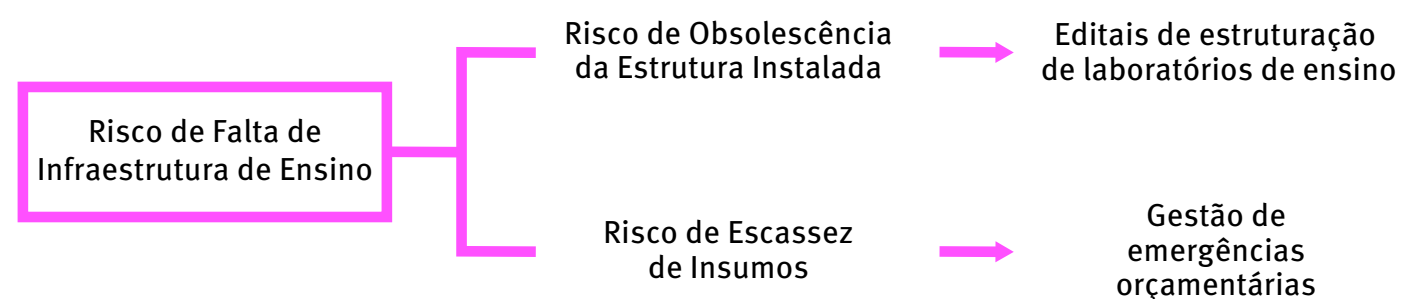 Risco de Falta de
Infraestrutura de Ensino
Risco de Obsolescência
da Estrutura Instalada
Editais de estruturação
de laboratórios de ensino
Risco de Escassez
de Insumos
Gestão de
emergências
orçamentárias